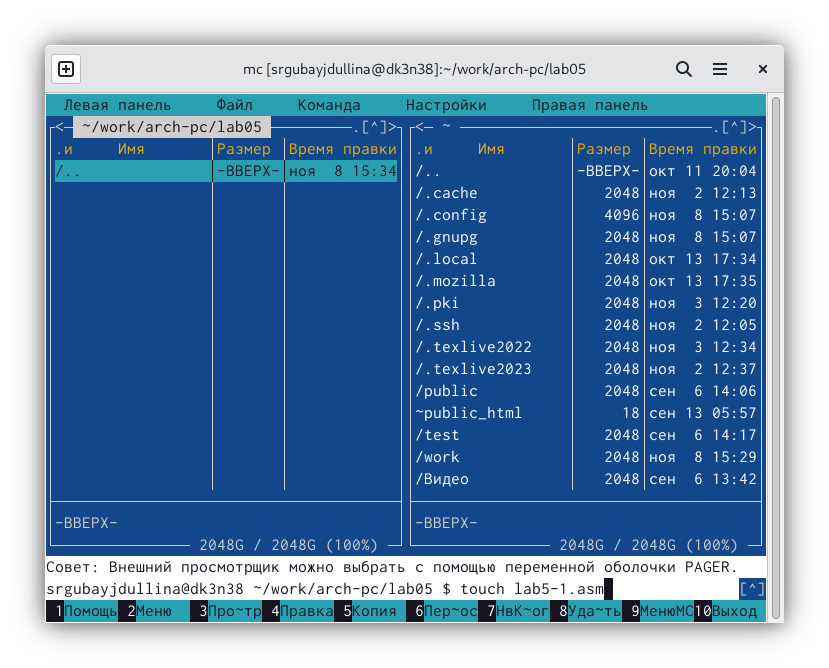 mc [srgubayjdullina@dk3n38]:~/work/arch-pc/lab05
Левая панель Файл Команда Настройки Правая панель
<─ ~/work/arch-pc/lab05 ─.[^]> <─ ~ ─.[^]>
.и Имя Размер Время правки .и Имя Размер Время правки
/.. -ВВЕРХ- ноя 8 15:34 /.. -ВВЕРХ- окт 11 20:04
/.cache 2048 ноя 2 12:13
/.config 4096 ноя 8 15:07
/.gnupg 2048 ноя 8 15:07
/.local 2048 окт 13 17:34
/.mozilla 2048 окт 13 17:35
/.pki 2048 ноя 3 12:20
/.ssh 2048 ноя 2 12:05
/.texlive2022 2048 ноя 3 12:34
/.texlive2023 2048 ноя 2 12:37
/public 2048 сен 6 14:06
~public_html 18 сен 13 05:57
/test 2048 сен 6 14:17
/work 2048 ноя 8 15:29
/Видео 2048 сен 6 13:42
-ВВЕРХ- -ВВЕРХ-
2048G / 2048G (100%) 2048G / 2048G (100%)
Совет: Внешний просмотрщик можно выбрать с помощью переменной оболочки PAGER.
srgubayjdullina@dk3n38 ~/work/arch-pc/lab05 $ touch lab5-1.asm [^]
1Помощь 2Меню 3Про~тр 4Правка 5Копия 6Пер~ос 7НвК~ог 8Уда~ть 9МенюMC 10Выход